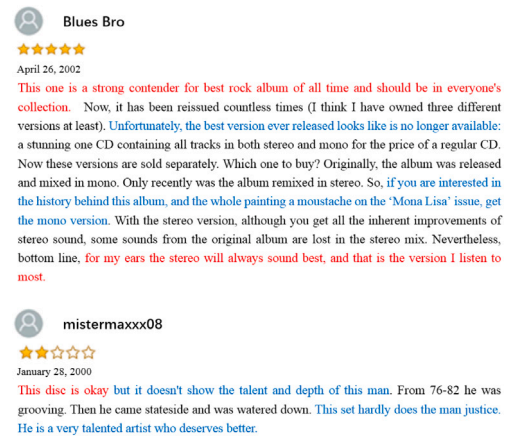 Blues Bro
April 26, 2002
This one is a strong contender for best rock album of all time and should be in everyone's
collection. Now, it has been reissued countless times (I think I have owned three different
versions at least). Unfortunately, the best version ever released looks like is no longer available:
a stunning one CD containing all tracks in both stereo and mono for the price of a regular CD.
Now these versions are sold separately. Which one to buy? Originally, the album was released
and mixed in mono. Only recently was the album remixed in stereo. So, if you are interested in
the history behind this album, and the whole painting a moustache on the ‘Mona Lisa’ issue, get
the mono version. With the stereo version, although you get all the inherent improvements of
stereo sound, some sounds from the original album are lost in the stereo mix. Nevertheless,
bottom line, for my ears the stereo will always sound best, and that is the version I listen to
most.
mistermaxxx08
January 28, 2000
This disc is okay but it doesn't show the talent and depth of this man. From 76-82 he was
grooving. Then he came stateside and was watered down. This set hardly does the man justice.
He is a very talented artist who deserves better.